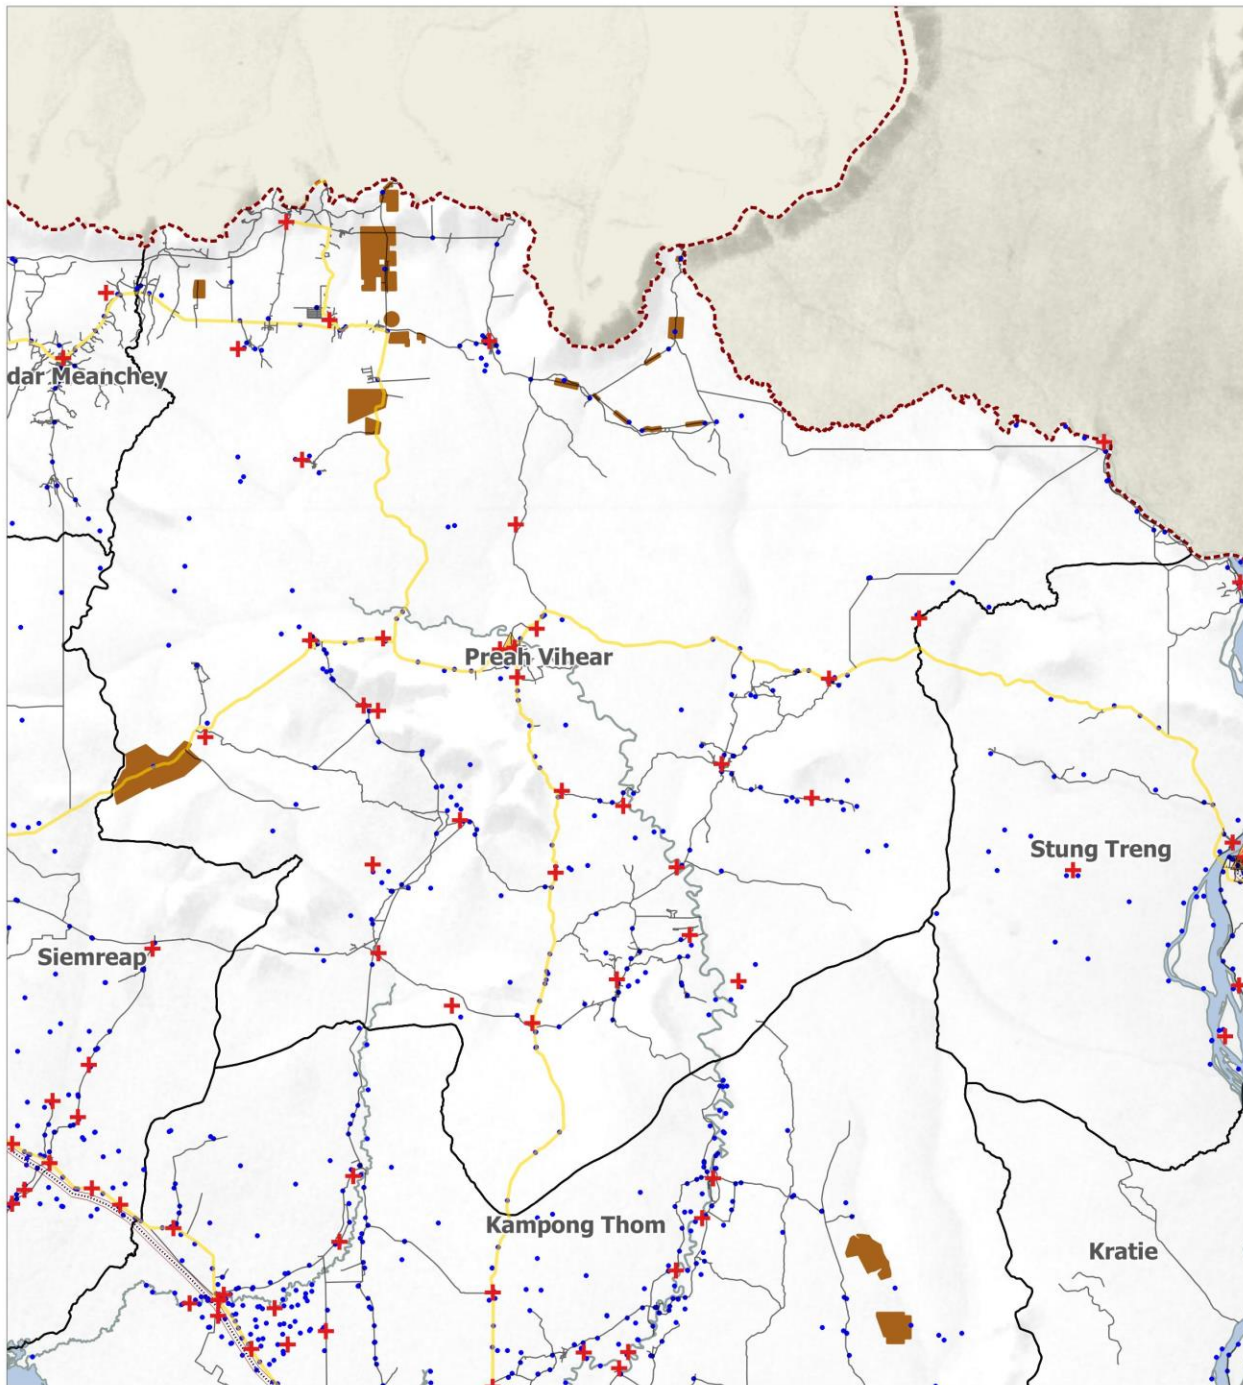 dar Meanchey
Preah Vihear
Stung Treng
Siemreap
Kampong Thom
Kratie